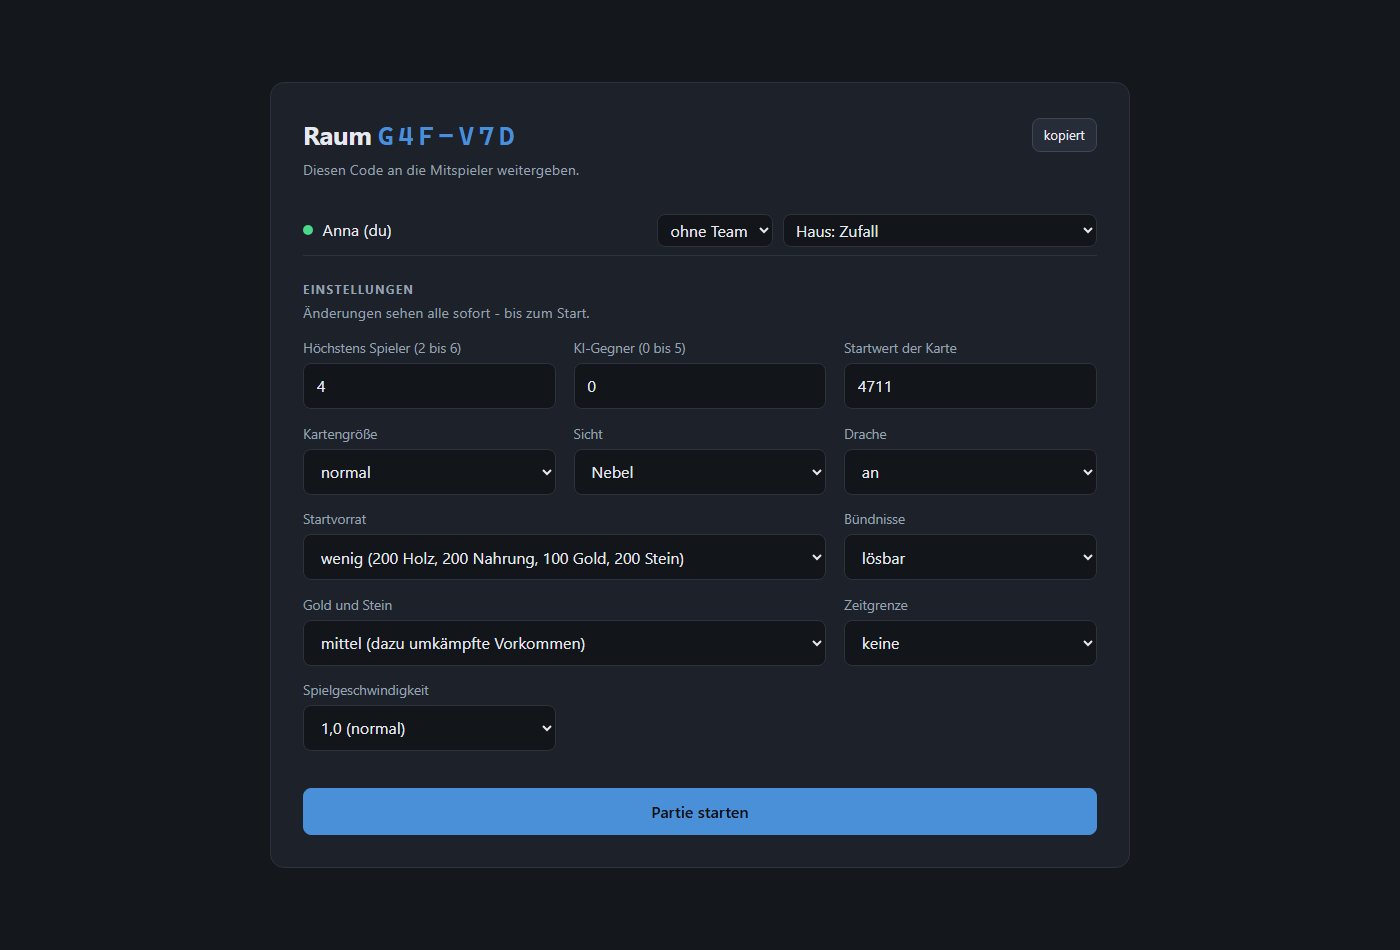 Raum G4F-V7D
kopiert
Diesen Code an die Mitspieler weitergeben.
Anna (du)
ohne Team
Haus: Zufall
EINSTELLUNGEN
Änderungen sehen alle sofort - bis zum Start.
Höchstens Spieler (2 bis 6)
KI-Gegner (0 bis 5)
Startwert der Karte
4
0
4711
Kartengröße
Sicht
Drache
normal
Nebel
an
Startvorrat
Bündnisse
wenig (200 Holz, 200 Nahrung, 100 Gold, 200 Stein)
lösbar
Gold und Stein
Zeitgrenze
mittel (dazu umkämpfte Vorkommen)
keine
Spielgeschwindigkeit
1,0 (normal)
Partie starten